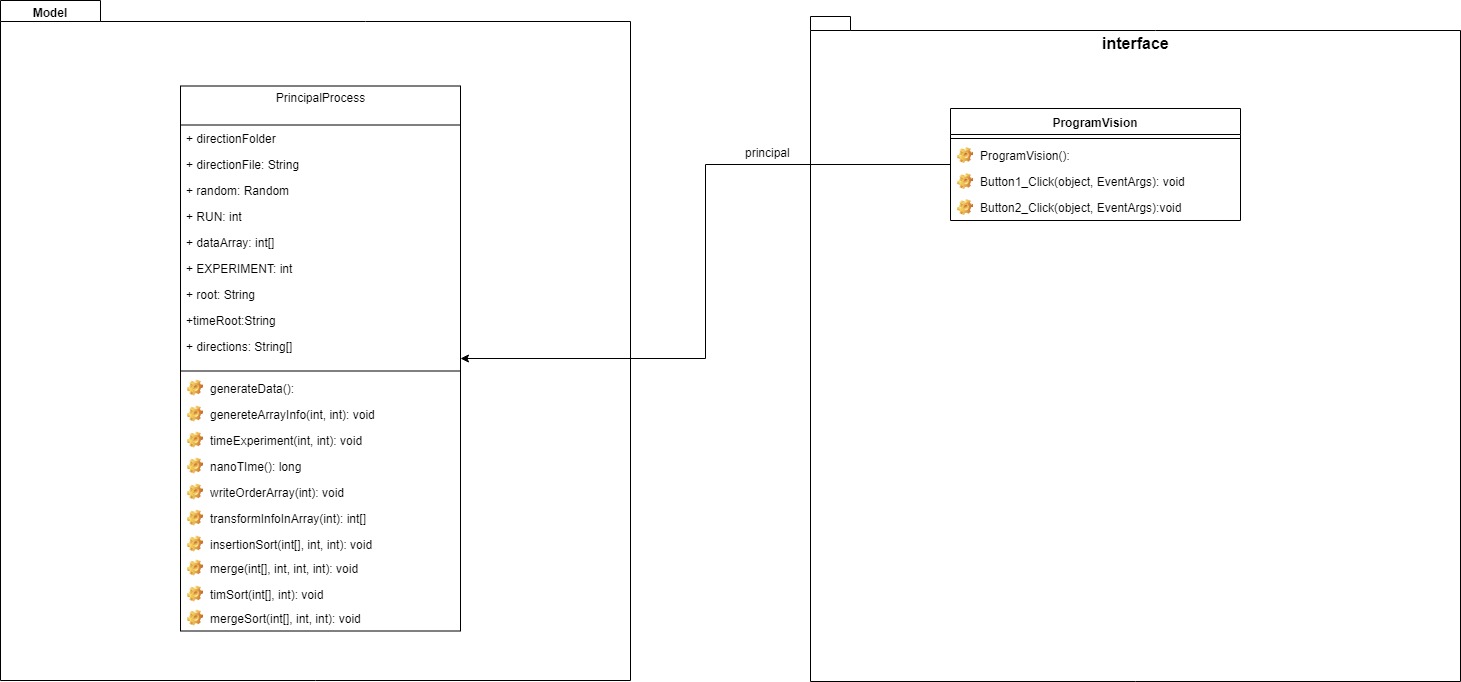 Model
PrincipalProcess
+ directionFolder
+ directionFile: String
+ random: Random
+ RUN: int
+ dataArray: int[]
+ EXPERIMENT: int
+ root: String
+timeRoot:String
+ directions: String[]
generateData():
genereteArrayInfo(int, int): void
timeExperiment(int, int): void
nanoTIme(): long
writeOrderArray(int): void
transformInfoInArray(int): int[]
insertionSort(int[], int, int): void
merge(int[], int, int, int): void
timSort(int[], int): void
mergeSort(int[], int, int): void
principal
interface
ProgramVision
ProgramVision():
Button1_Click(object, EventArgs): void
Button2_Click(object, EventArgs):void